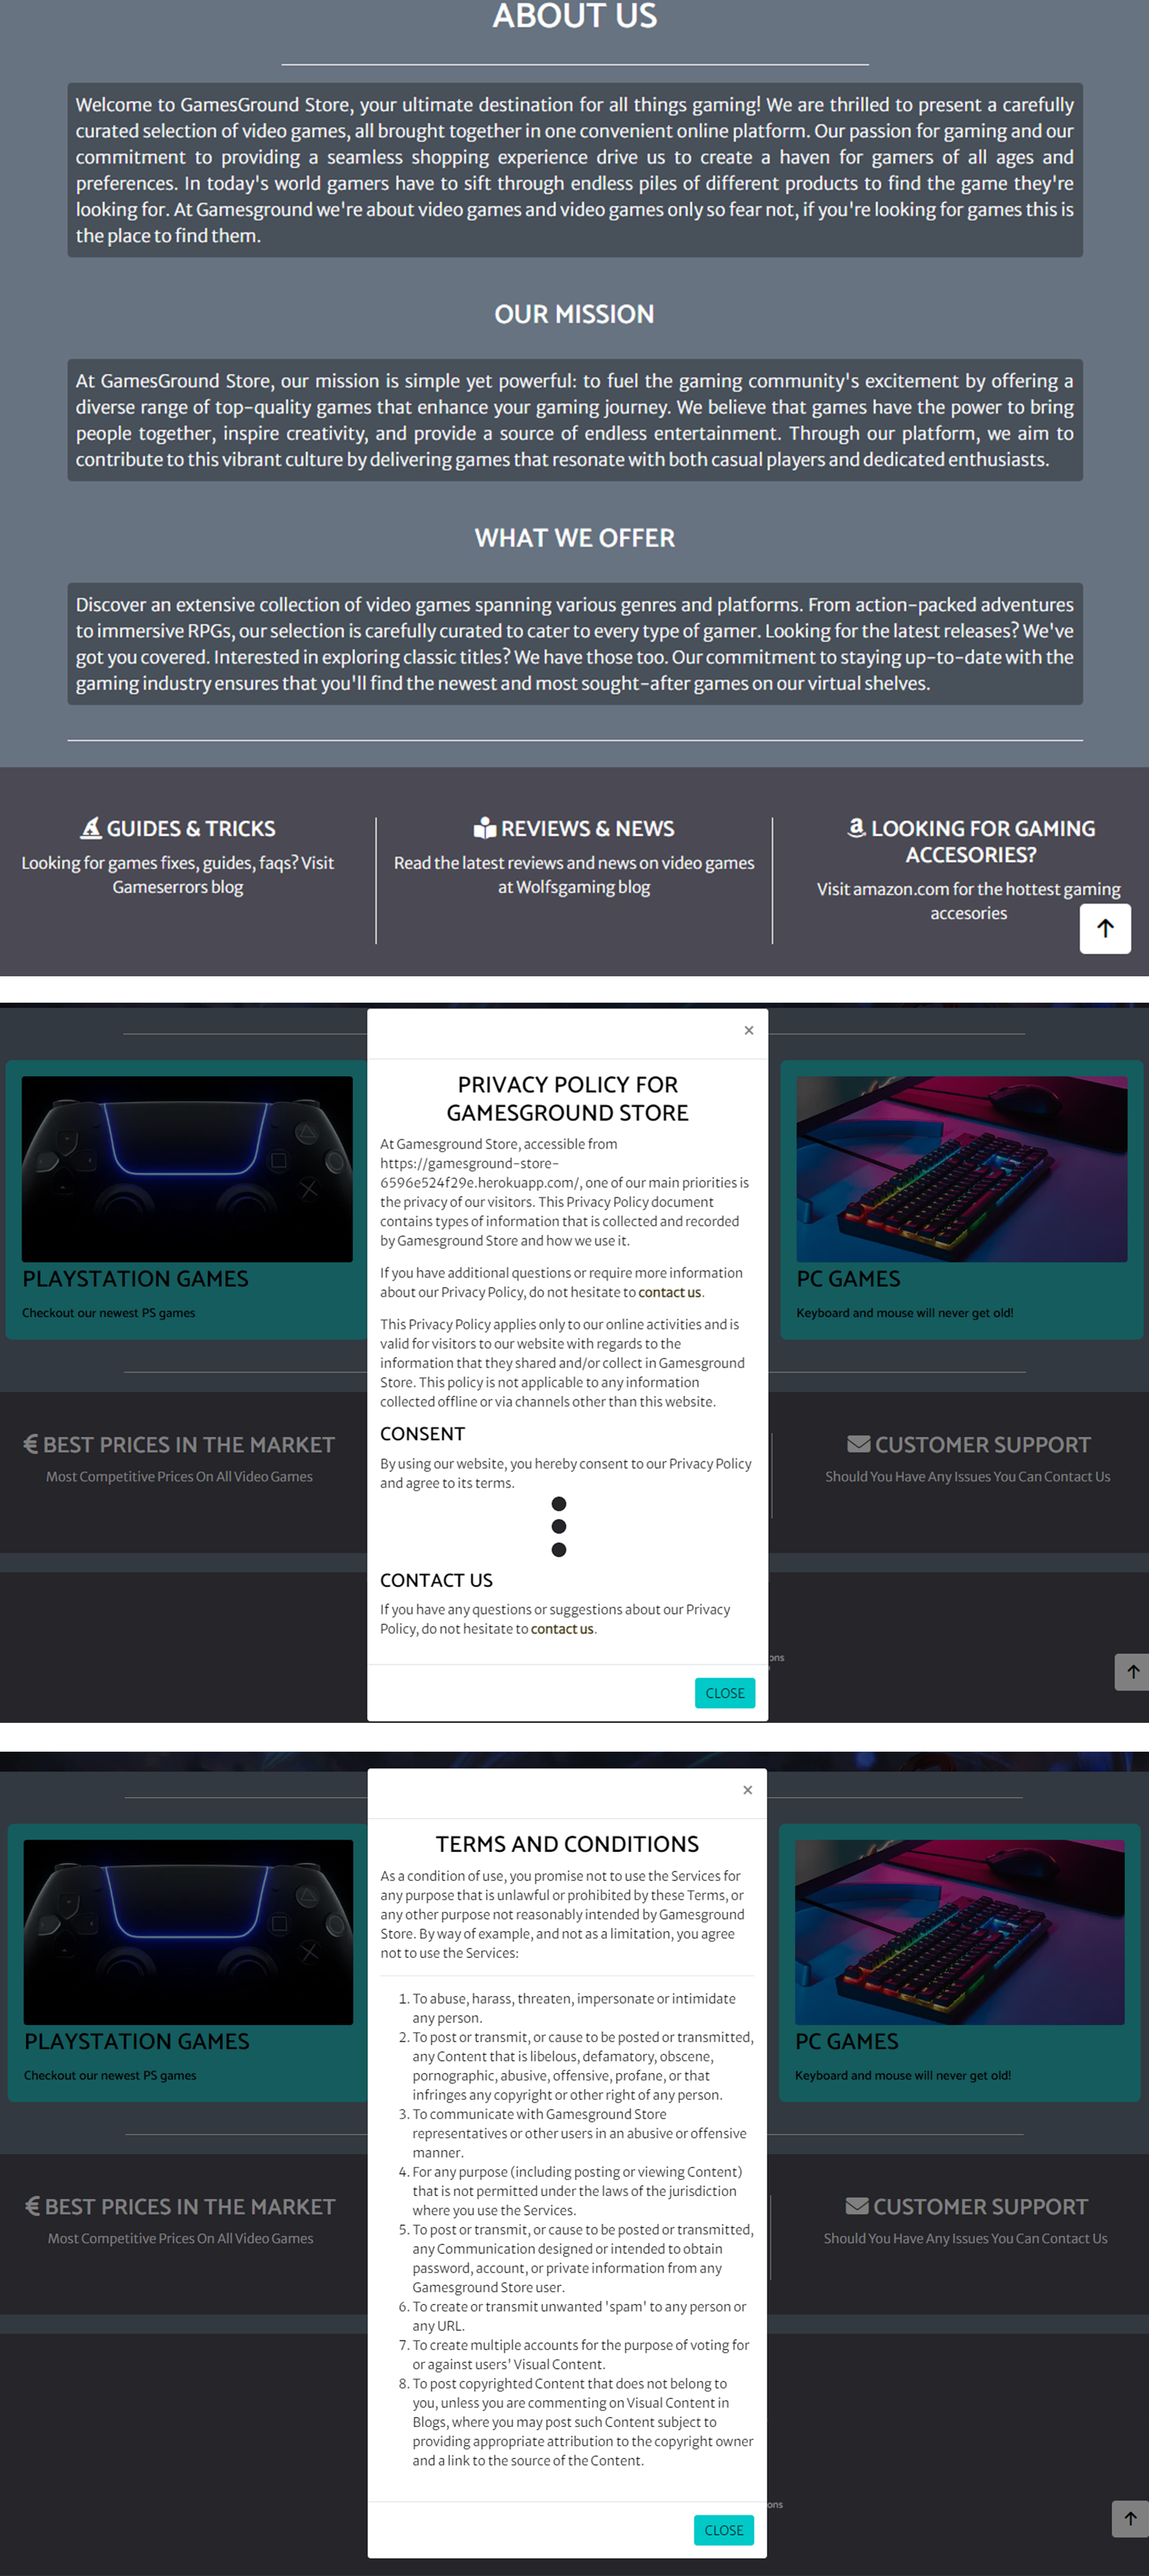 ABOUT US
Welcome to GamesGround Store, your ultimate destination for all things gaming! We are thrilled to present a carefully
curated selection of video games, all brought together in one convenient online platform. Our passion for gaming and our
commitment to providing a seamless shopping experience drive us to create a haven for gamers of all ages and
preferences. In today's world gamers have to sift through endless piles of different products to find the game they're
looking for. At Gamesground we're about video games and video games only so fear not, if you're looking for games this is
the place to find them.
OUR MISSION
At GamesGround Store, our mission is simple yet powerful: to fuel the gaming community's excitement by offering a
diverse range of top-quality games that enhance your gaming journey. We believe that games have the power to bring
people together, inspire creativity, and provide a source of endless entertainment. Through our platform, we aim to
contribute to this vibrant culture by delivering games that resonate with both casual players and dedicated enthusiasts.
WHAT WE OFFER
Discover an extensive collection of video games spanning various genres and platforms. From action-packed adventures
to immersive RPGs, our selection is carefully curated to cater to every type of gamer. Looking for the latest releases? We've
got you covered. Interested in exploring classic titles? We have those too. Our commitment to staying up-to-date with the
gaming industry ensures that you'll find the newest and most sought-after games on our virtual shelves.
GUIDES & TRICKS
Looking for games fixes, guides, faqs? Visit
Gameserrors blog
REVIEWS & NEWS
Read the latest reviews and news on video games
at Wolfsgaming blog
LOOKING FOR GAMING
ACCESORIES?
Visit amazon.com for the hottest gaming
accesories
×
PRIVACY POLICY FOR
GAMESGROUND STORE
At Gamesground Store, accessible from
https://gamesground-store-
6596e524f29e.herokuapp.com/, one of our main priorities is
the privacy of our visitors. This Privacy Policy document
contains types of information that is collected and recorded
by Gamesground Store and how we use it.
If you have additional questions or require more information
about our Privacy Policy, do not hesitate to contact us.
This Privacy Policy applies only to our online activities and is
valid for visitors to our website with regards to the
information that they shared and/or collect in Gamesground
Store. This policy is not applicable to any information
collected offline or via channels other than this website.
CONSENT
By using our website, you hereby consent to our Privacy Policy
and agree to its terms.
CONTACT US
If you have any questions or suggestions about our Privacy
Policy, do not hesitate to contact us.
CLOSE
PLAYSTATION GAMES
Checkout our newest PS games
PC GAMES
Keyboard and mouse will never get old!
€ BEST PRICES IN THE MARKET
Most Competitive Prices On All Video Games
CUSTOMER SUPPORT
Should You Have Any Issues You Can Contact Us
ons
×
TERMS AND CONDITIONS
As a condition of use, you promise not to use the Services for
any purpose that is unlawful or prohibited by these Terms, or
any other purpose not reasonably intended by Gamesground
Store. By way of example, and not as a limitation, you agree
not to use the Services:
1. To abuse, harass, threaten, impersonate or intimidate
any person.
2. To post or transmit, or cause to be posted or transmitted,
any Content that is libelous, defamatory, obscene,
pornographic, abusive, offensive, profane, or that
infringes any copyright or other right of any person.
3. To communicate with Gamesground Store
representatives or other users in an abusive or offensive
manner.
4. For any purpose (including posting or viewing Content)
that is not permitted under the laws of the jurisdiction
where you use the Services.
5. To post or transmit, or cause to be posted or transmitted,
any Communication designed or intended to obtain
password, account, or private information from any
Gamesground Store user.
6. To create or transmit unwanted 'spam' to any person or
any URL.
7. To create multiple accounts for the purpose of voting for
or against users' Visual Content.
8. To post copyrighted Content that does not belong to
you, unless you are commenting on Visual Content in
Blogs, where you may post such Content subject to
providing appropriate attribution to the copyright owner
and a link to the source of the Content.
CLOSE
PLAYSTATION GAMES
Checkout our newest PS games
PC GAMES
Keyboard and mouse will never get old!
€ BEST PRICES IN THE MARKET
Most Competitive Prices On All Video Games
CUSTOMER SUPPORT
Should You Have Any Issues You Can Contact Us
ons